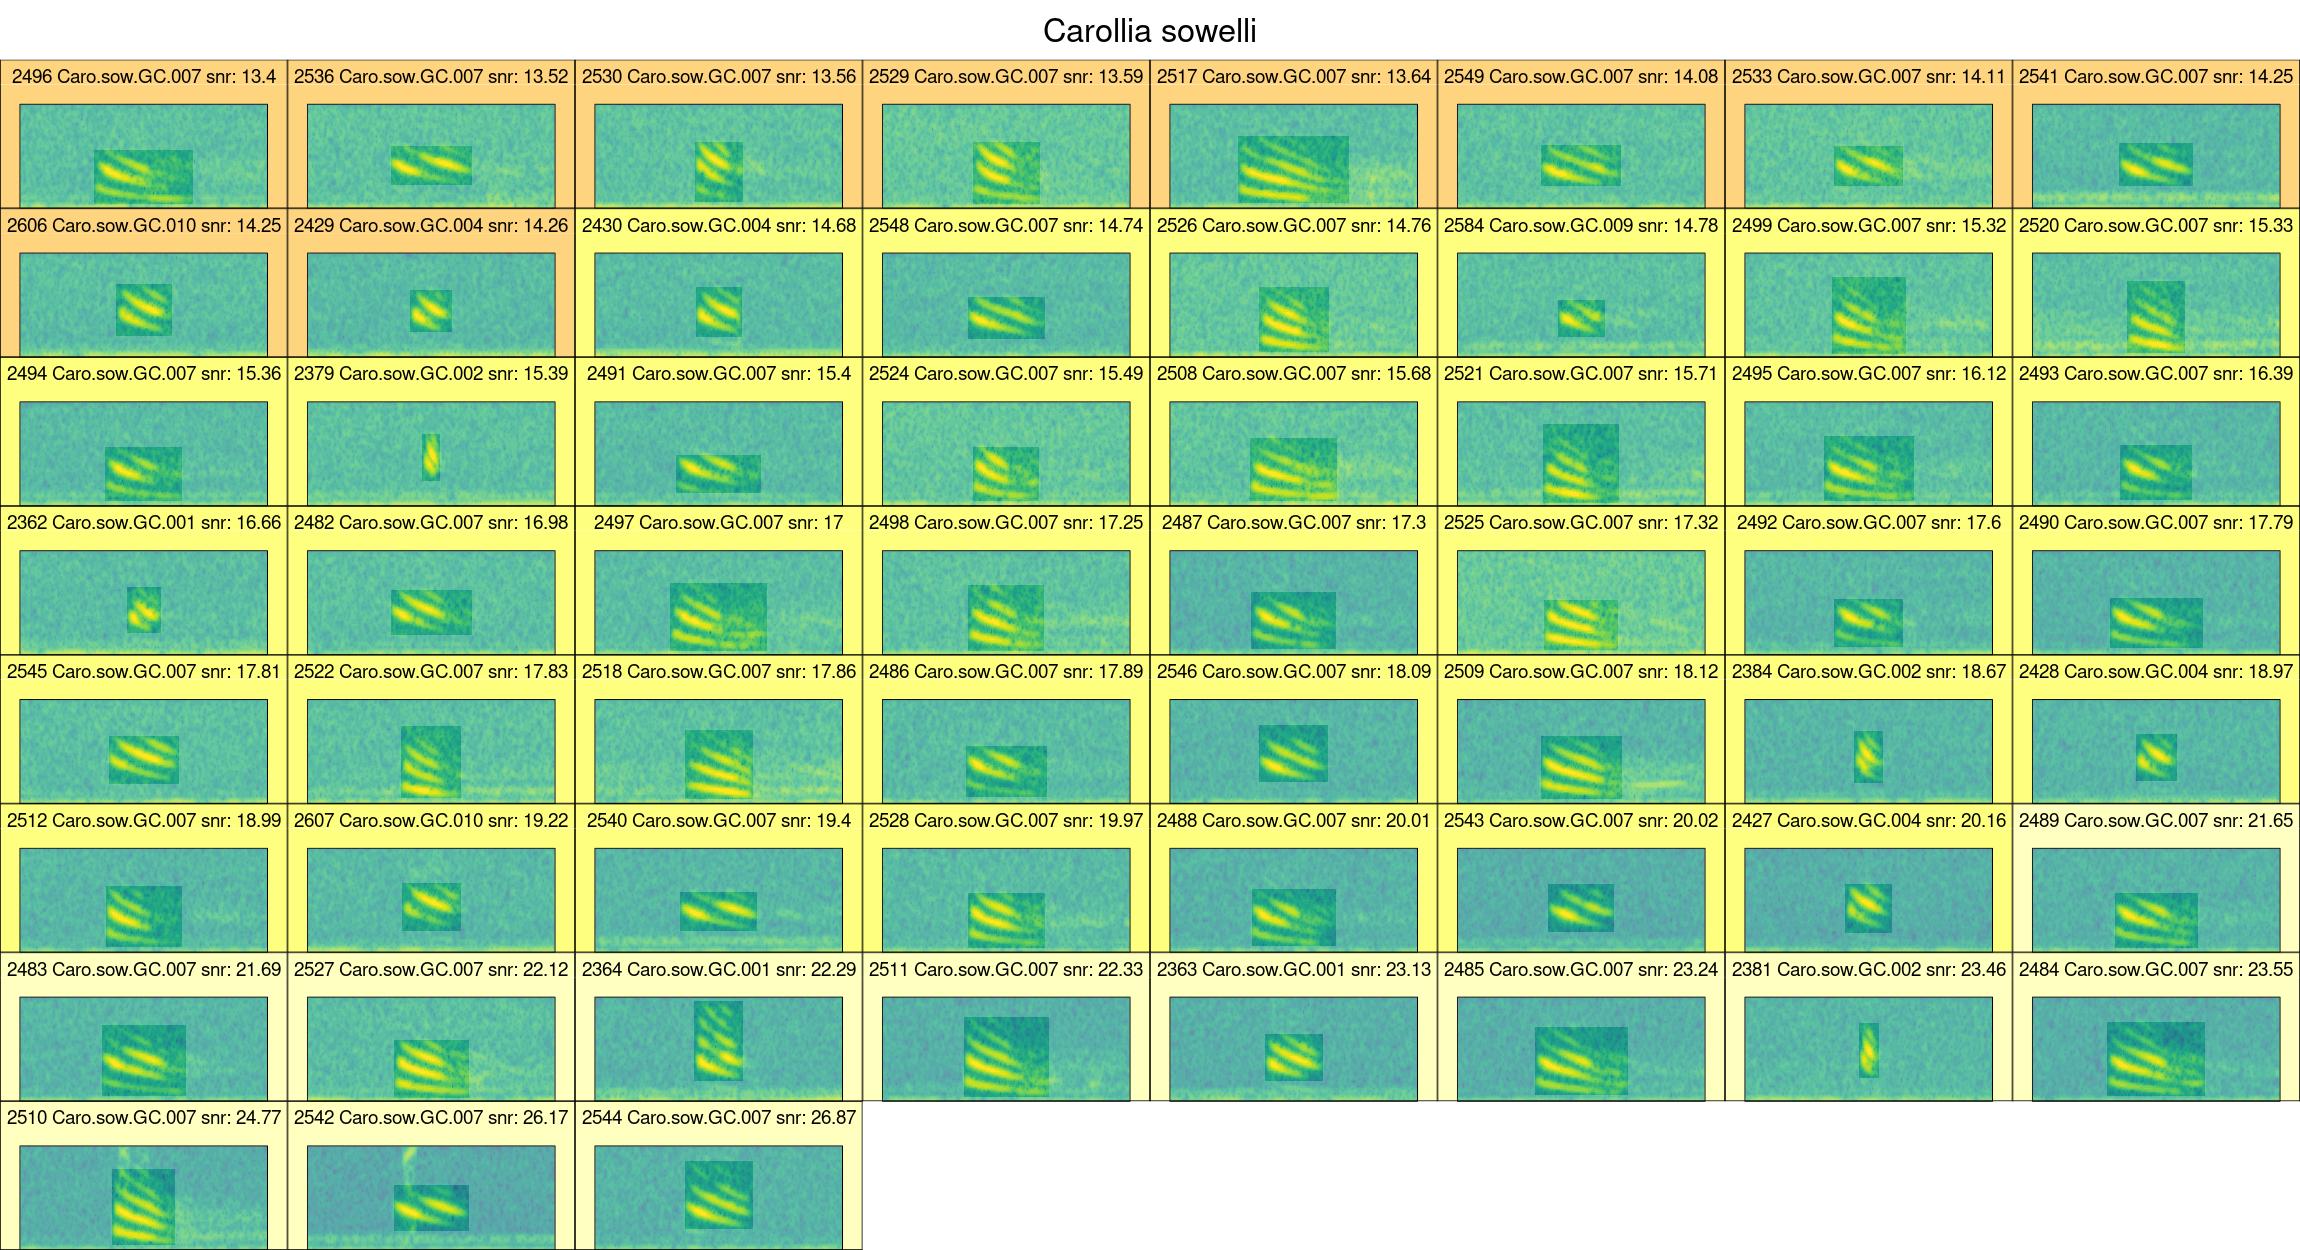 Carollia sowelli
2496 Caro.sow.GC.007 snr: 13.4
2536 Caro.sow.GC.007 snr: 13.52
2530 Caro.sow.GC.007 snr: 13.56
2529 Caro.sow.GC.007 snr: 13.59
2517 Caro.sow.GC.007 snr: 13.64
2549 Caro.sow.GC.007 snr: 14.08
2533 Caro.sow.GC.007 snr: 14.11
2541 Caro.sow.GC.007 snr: 14.25
2606 Caro.sow.GC.010 snr: 14.25
2429 Caro.sow.GC.004 snr: 14.26
2430 Caro.sow.GC.004 snr: 14.68
2548 Caro.sow.GC.007 snr: 14.74
2526 Caro.sow.GC.007 snr: 14.76
2584 Caro.sow.GC.009 snr: 14.78
2499 Caro.sow.GC.007 snr: 15.32
2520 Caro.sow.GC.007 snr: 15.33
2494 Caro.sow.GC.007 snr: 15.36
2379 Caro.sow.GC.002 snr: 15.39
2491 Caro.sow.GC.007 snr: 15.4
2524 Caro.sow.GC.007 snr: 15.49
2508 Caro.sow.GC.007 snr: 15.68
2521 Caro.sow.GC.007 snr: 15.71
2495 Caro.sow.GC.007 snr: 16.12
2493 Caro.sow.GC.007 snr: 16.39
2362 Caro.sow.GC.001 snr: 16.66
2482 Caro.sow.GC.007 snr: 16.98
2497 Caro.sow.GC.007 snr: 17
2498 Caro.sow.GC.007 snr: 17.25
2487 Caro.sow.GC.007 snr: 17.3
2525 Caro.sow.GC.007 snr: 17.32
2492 Caro.sow.GC.007 snr: 17.6
2490 Caro.sow.GC.007 snr: 17.79
2545 Caro.sow.GC.007 snr: 17.81
2522 Caro.sow.GC.007 snr: 17.83
2518 Caro.sow.GC.007 snr: 17.86
2486 Caro.sow.GC.007 snr: 17.89
2546 Caro.sow.GC.007 snr: 18.09
2509 Caro.sow.GC.007 snr: 18.12
2384 Caro.sow.GC.002 snr: 18.67
2428 Caro.sow.GC.004 snr: 18.97
2512 Caro.sow.GC.007 snr: 18.99
2607 Caro.sow.GC.010 snr: 19.22
2540 Caro.sow.GC.007 snr: 19.4
2528 Caro.sow.GC.007 snr: 19.97
2488 Caro.sow.GC.007 snr: 20.01
2543 Caro.sow.GC.007 snr: 20.02
2427 Caro.sow.GC.004 snr: 20.16
2489 Caro.sow.GC.007 snr: 21.65
2483 Caro.sow.GC.007 snr: 21.69
2527 Caro.sow.GC.007 snr: 22.12
2364 Caro.sow.GC.001 snr: 22.29
2511 Caro.sow.GC.007 snr: 22.33
2363 Caro.sow.GC.001 snr: 23.13
2485 Caro.sow.GC.007 snr: 23.24
2381 Caro.sow.GC.002 snr: 23.46
2484 Caro.sow.GC.007 snr: 23.55
2510 Caro.sow.GC.007 snr: 24.77
2542 Caro.sow.GC.007 snr: 26.17
2544 Caro.sow.GC.007 snr: 26.87